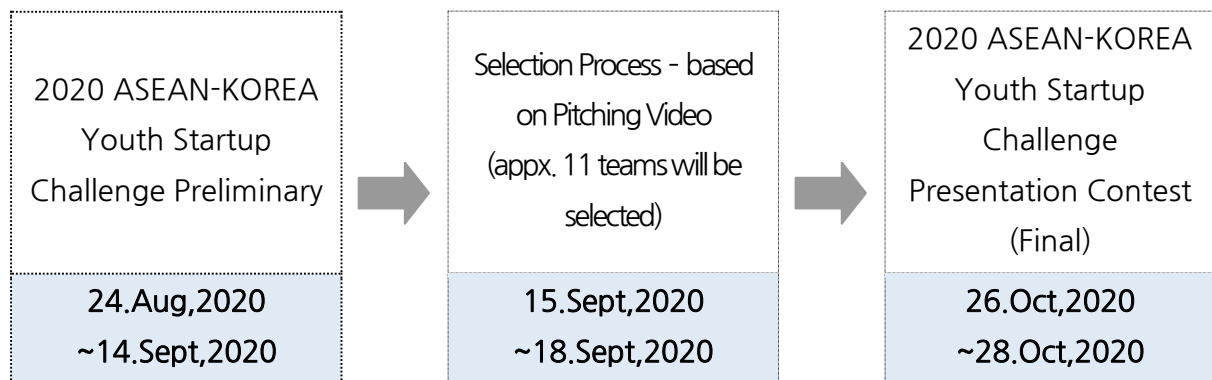 2020 ASEAN-KOREA
Youth Startup
Challenge Preliminary
24.Aug,2020
~14.Sept,2020
Selection Process - based
on Pitching Video
(appx. 11 teams will be
selected)
15.Sept,2020
~18.Sept,2020
2020 ASEAN-KOREA
Youth Startup
Challenge
Presentation Contest
(Final)
26.Oct,2020
~28.Oct,2020